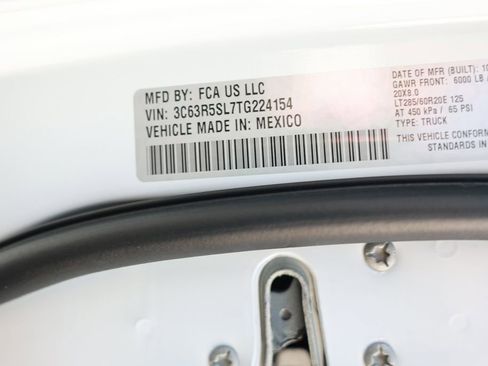 MFD BY: FCA US LLC
VIN: 3C63R5SL7TG224154
VEHICLE MADE IN: MEXICO
DATE OF MFR (BUILT): 10
GAWR FRONT: 6000 LB
20X8.0
LT285/60R20E 125
AT 450 kPa / 65 PSI
TYPE: TRUCK
THIS VEHICLE CONFORM
STANDARDS IN